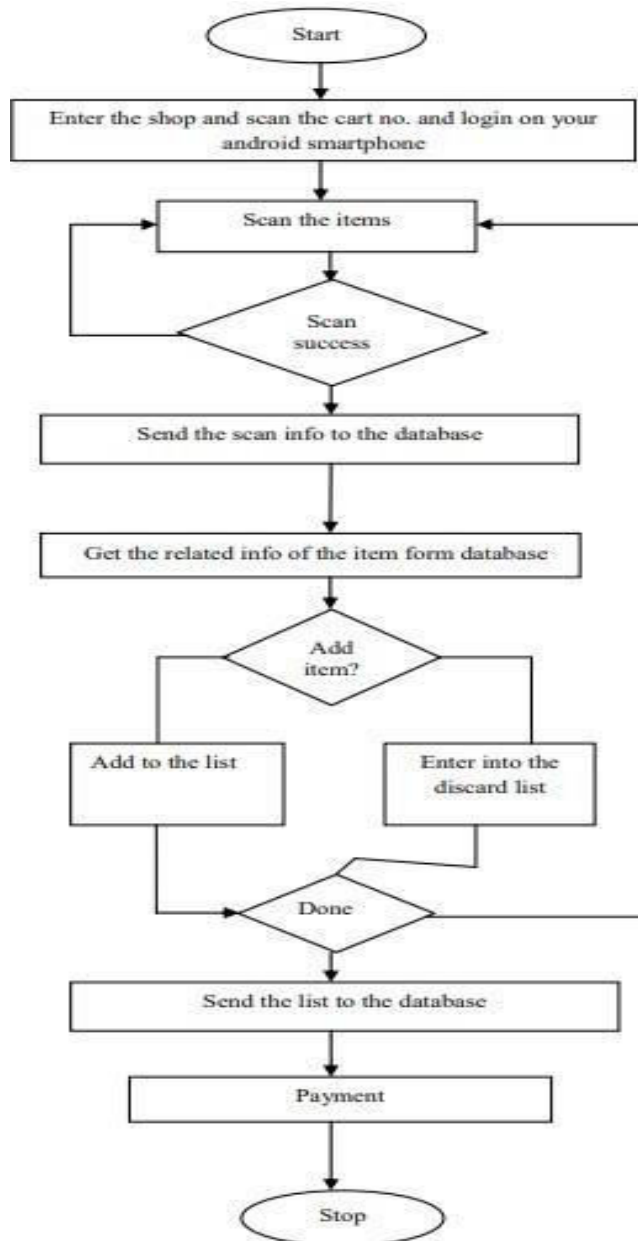 Start
Enter the shop and scan the cart no. and login on your
android smartphone
Scan the items
Scan
success
Send the scan info to the database
Get the related info of the item form database
Add
item?
Add to the list
Enter into the
discard list
Done
Send the list to the database
Payment
Stop